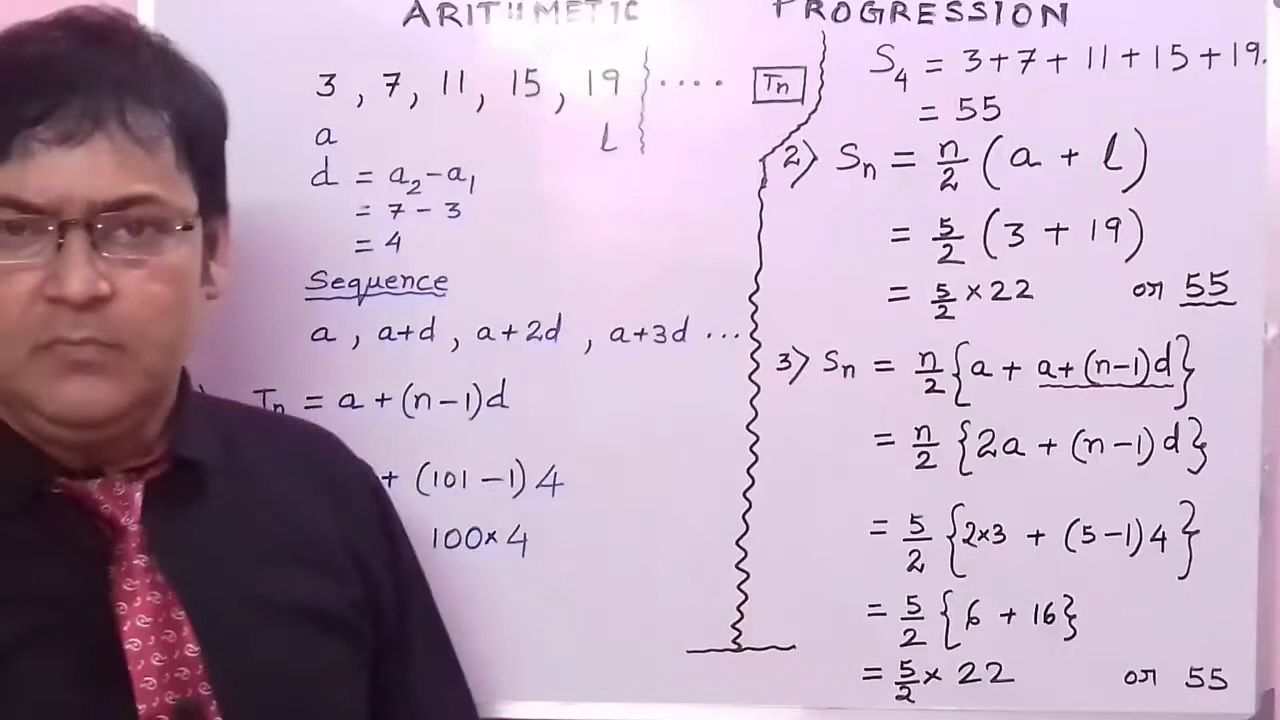 ARITHMETIC PROGRESSION
3 , 7, 11, 15, 19 .... Tn
a l
d = a₂-a₁
= 7 - 3
= 4
Sequence
a , a+d , a+2d , a+3d ...
Tn = a + (n-1)d
+ (101-1)4
100×4
S₄ = 3+7+11+15+19.
= 55
2) Sn = n/2 (a + l)
= 5/2 (3 + 19)
= 5/2 × 22 or 55
3) Sn = n/2 {a + a+(n-1)d}
= n/2 {2a + (n-1)d}
= 5/2 {2×3 + (5-1)4}
= 5/2 {6 + 16}
= 5/2 × 22 or 55